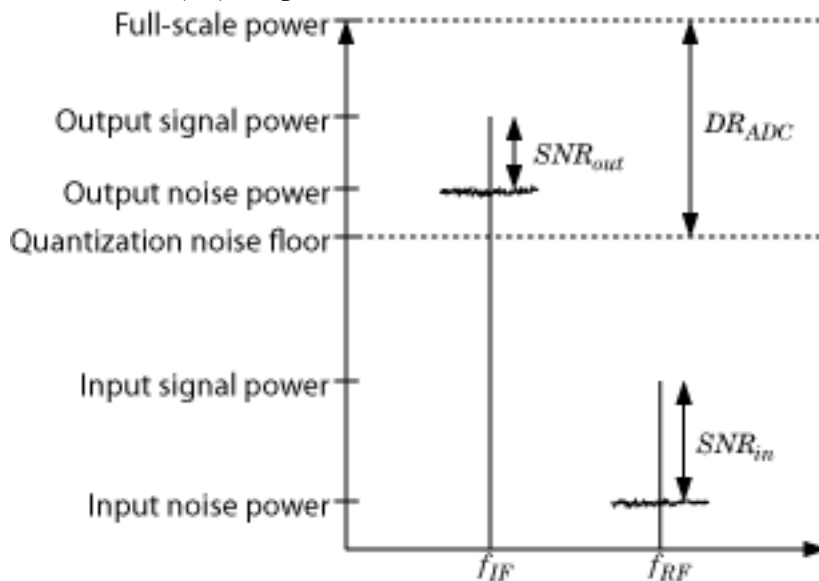 Full-scale power
Output signal power
SNR_out
DR_ADC
Output noise power
Quantization noise floor
Input signal power
SNR_in
Input noise power
f_IF
f_RF